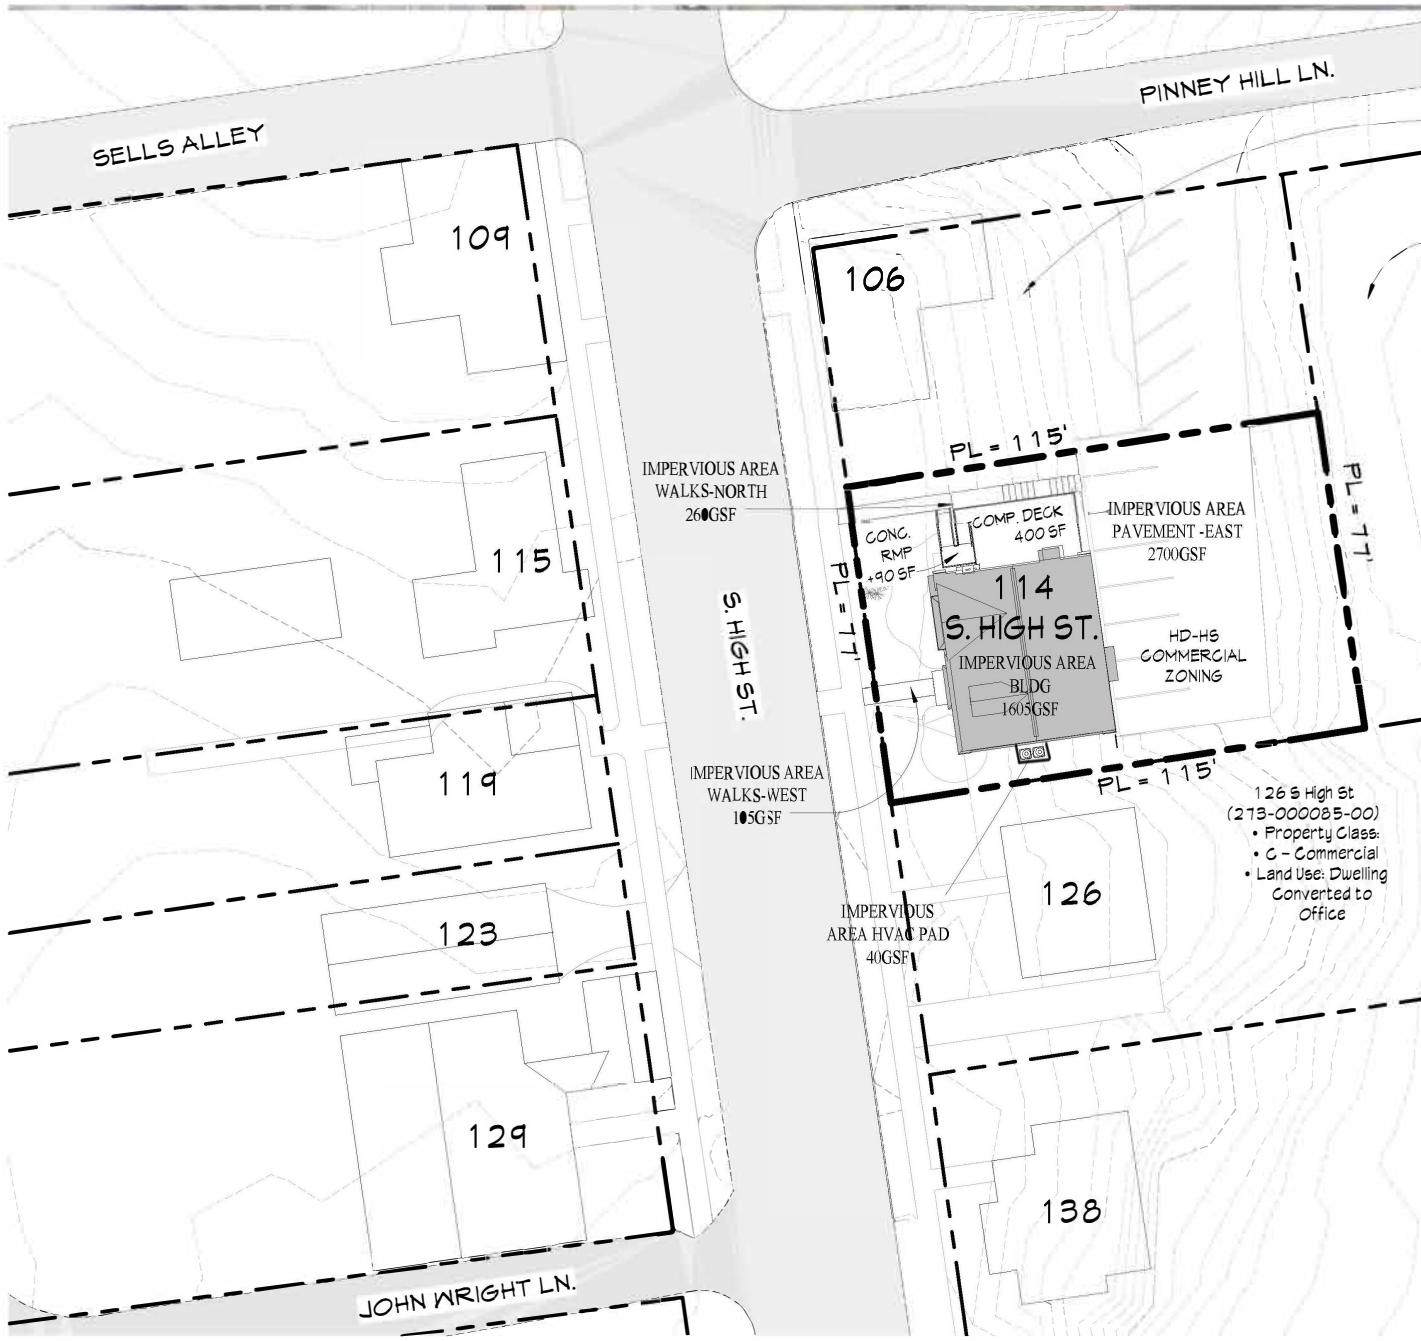 PINNEY HILL LN.
SELLS ALLEY
109
106
PL = 115'
IMPERVIOUS AREA
WALKS-NORTH
260GSF
CONC.
RMP
+90 SF
COMP. DECK
400 SF
IMPERVIOUS AREA
PAVEMENT -EAST
2700GSF
PL = 77'
115
PL = 77'
S. HIGH ST.
114
S. HIGH ST.
IMPERVIOUS AREA
BLDG
1605GSF
HD-HS
COMMERCIAL
ZONING
119
IMPERVIOUS AREA
WALKS-WEST
105GSF
PL = 115'
126 S High St
(273-000085-00)
• Property Class:
• C - Commercial
• Land Use: Dwelling
Converted to
Office
126
IMPERVIOUS
AREA HVAC PAD
40GSF
123
129
138
JOHN WRIGHT LN.